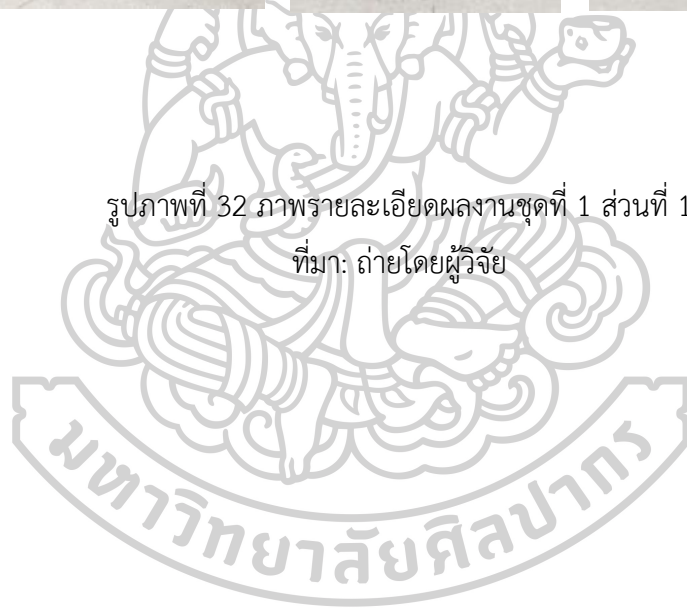 รูปภาพที่ 32 ภาพรายละเอียดผลงานชุดที่ 1 ส่วนที่ 1
ที่มา: ถ่ายโดยผู้วิจัย
มหาวิทยาลัยศิลปากร